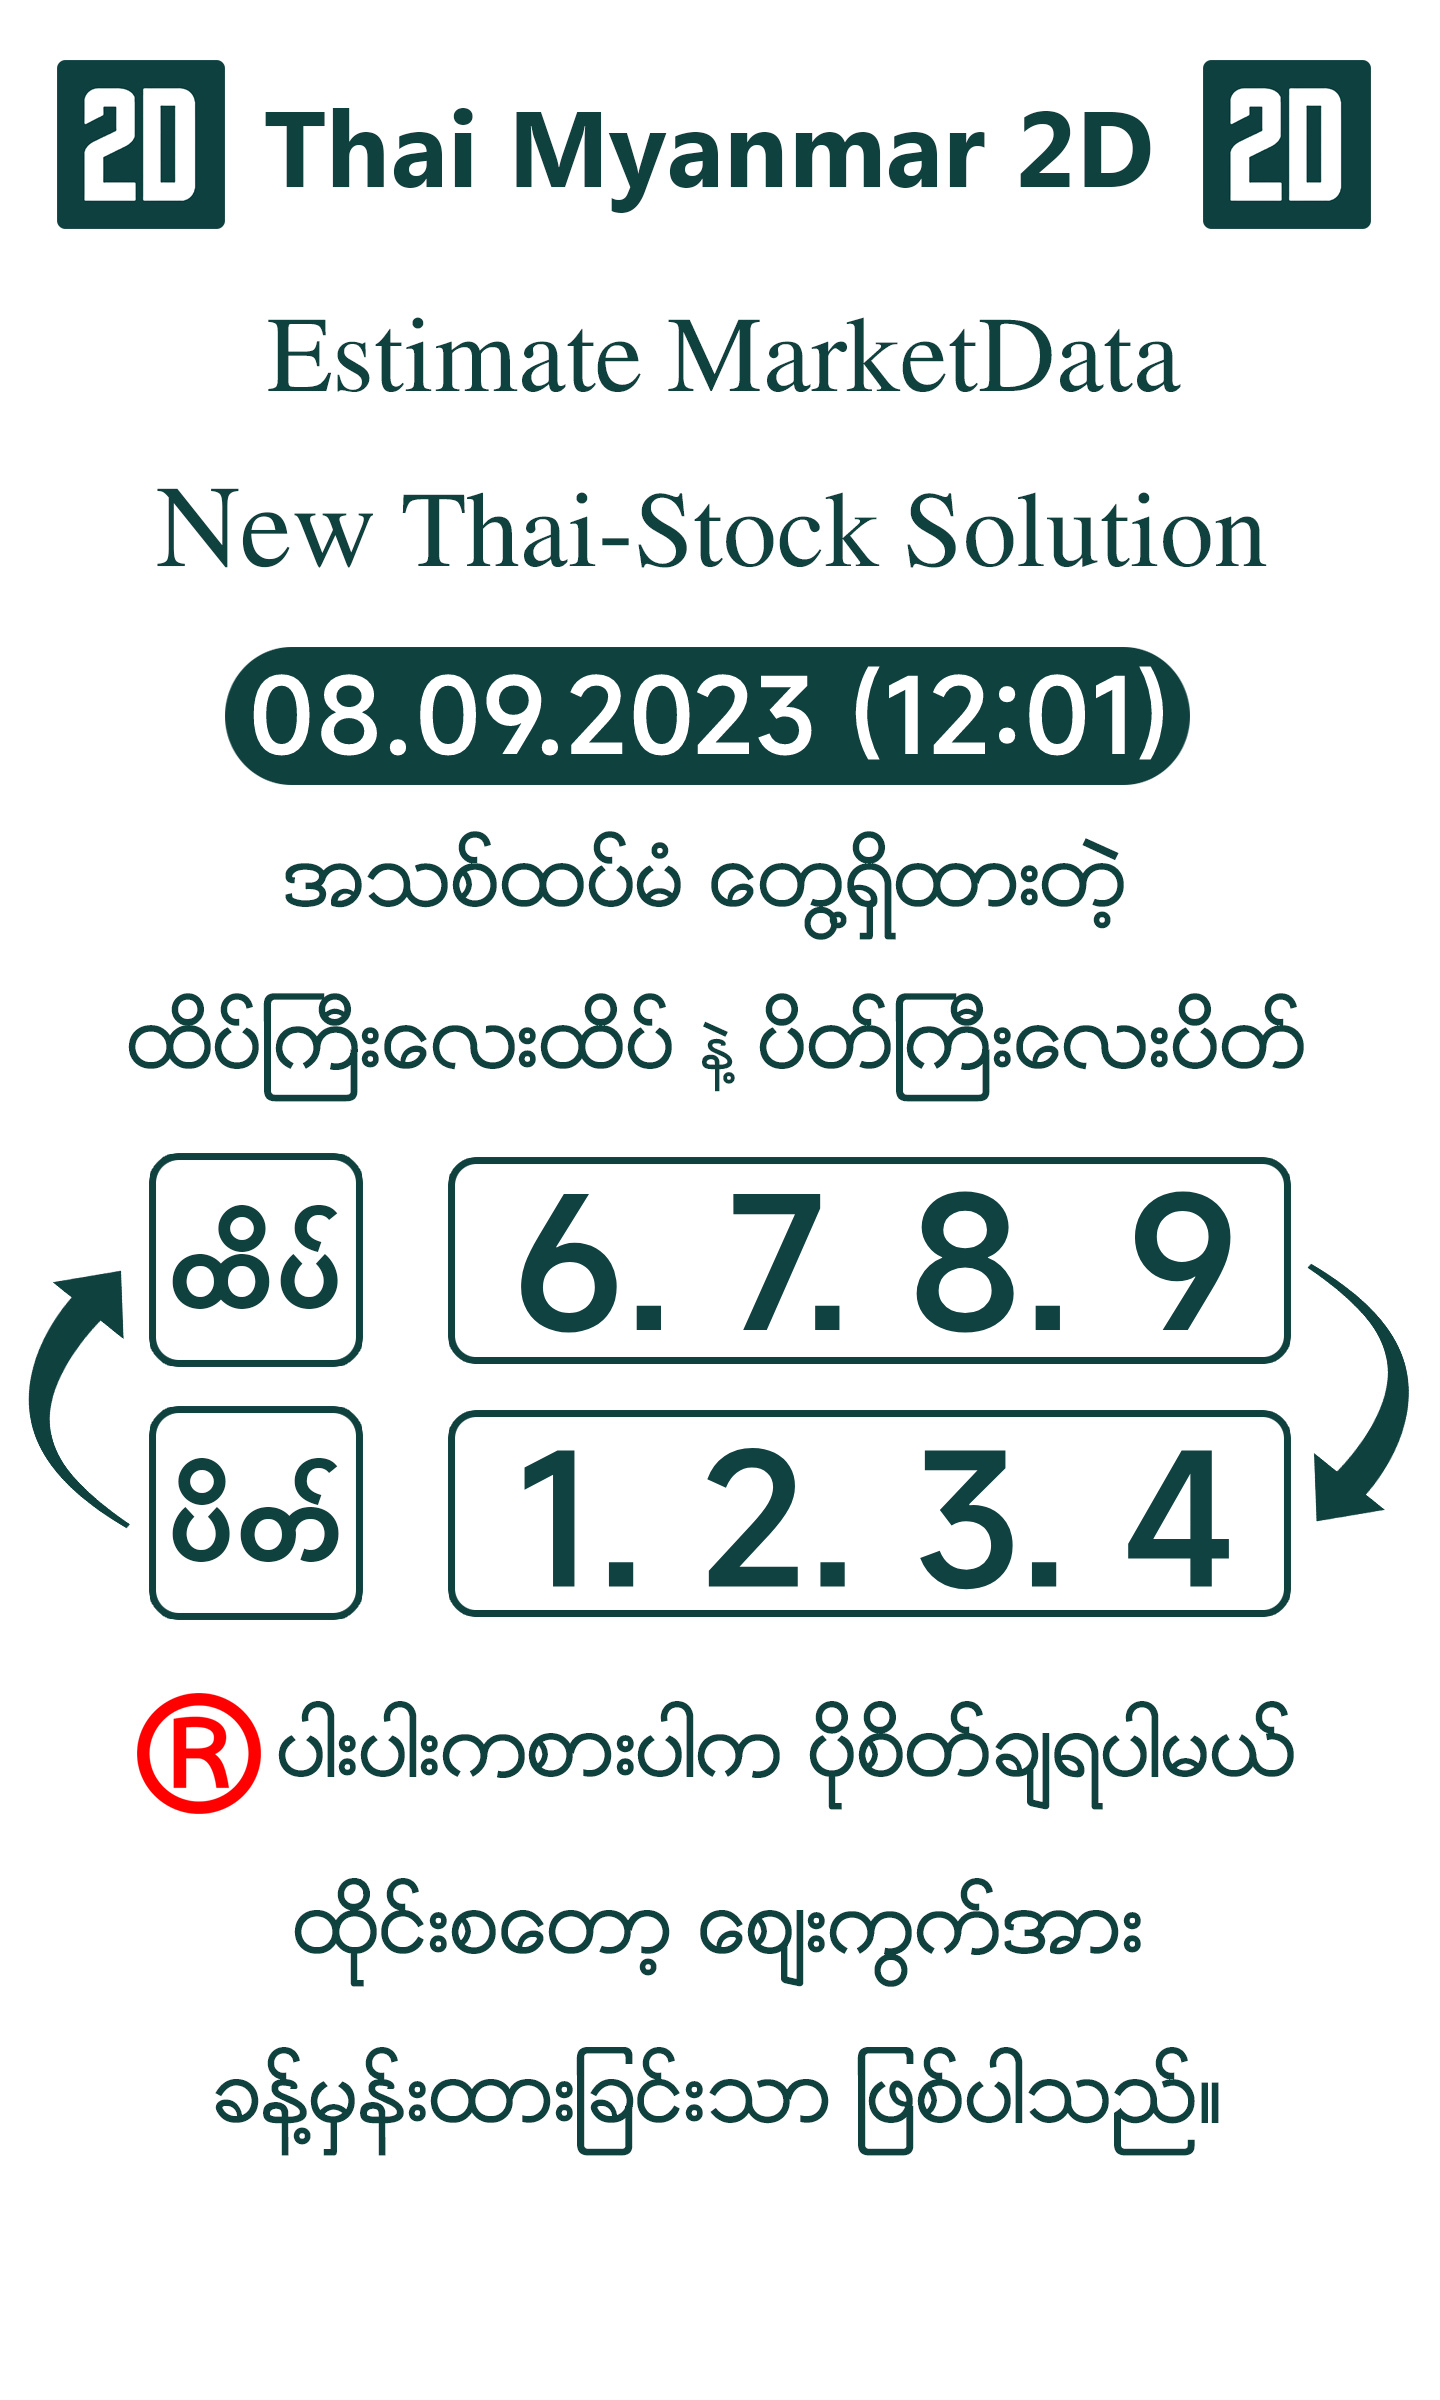 2D Thai Myanmar 2D 2D
Estimate MarketData
New Thai-Stock Solution
08.09.2023 (12:01)
အသစ်ထပ်မံ တွေ့ရှိထားတဲ့
ထိပ်ကြီးလေးထိပ် နဲ့ ပိတ်ကြီးလေးပိတ်
ထိပ် 6. 7. 8. 9
ပိတ် 1. 2. 3. 4
® ပါးပါးကစားပါက ပိုစိတ်ချရပါမယ်
ထိုင်းစတော့ ဈေးကွက်အား
ခန့်မှန်းထားခြင်းသာ ဖြစ်ပါသည်။